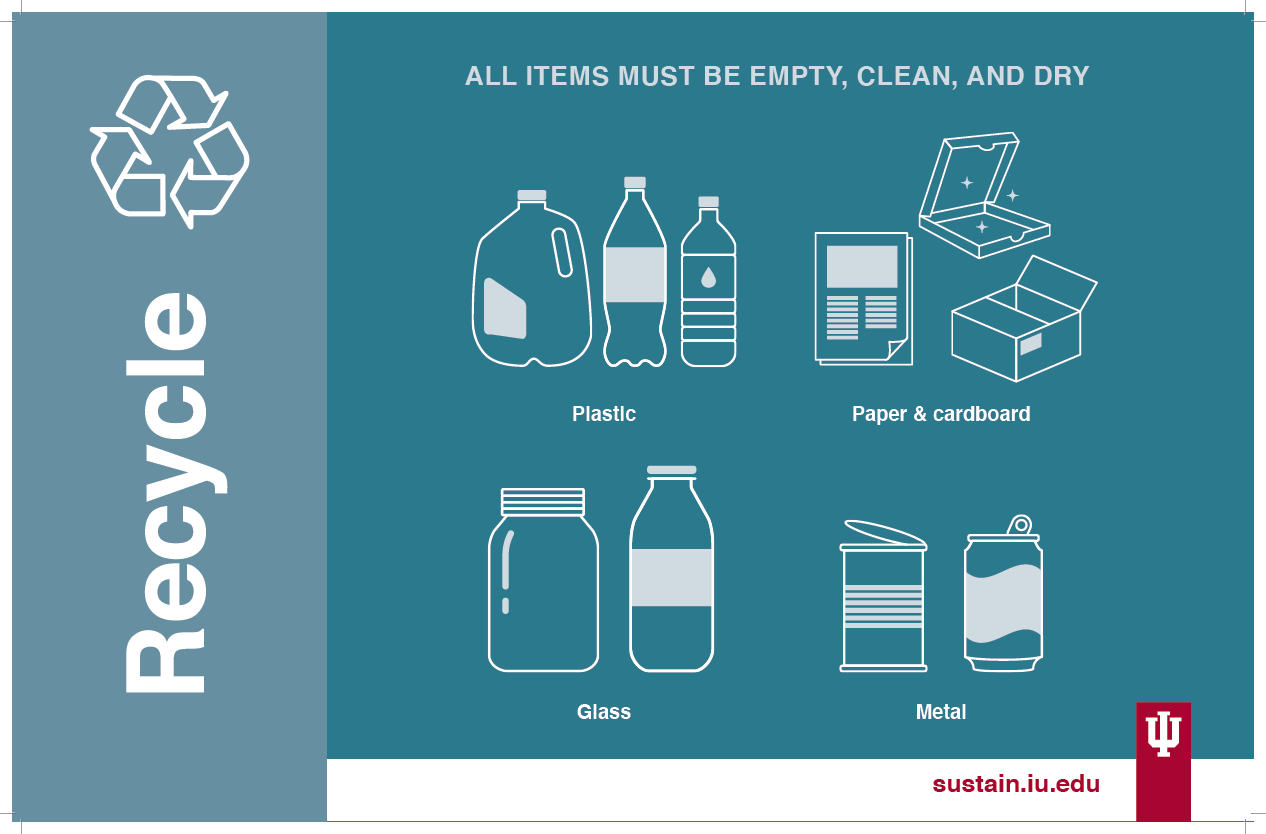 Recycle
ALL ITEMS MUST BE EMPTY, CLEAN, AND DRY
Plastic
Paper & cardboard
Glass
Metal
sustain.iu.edu